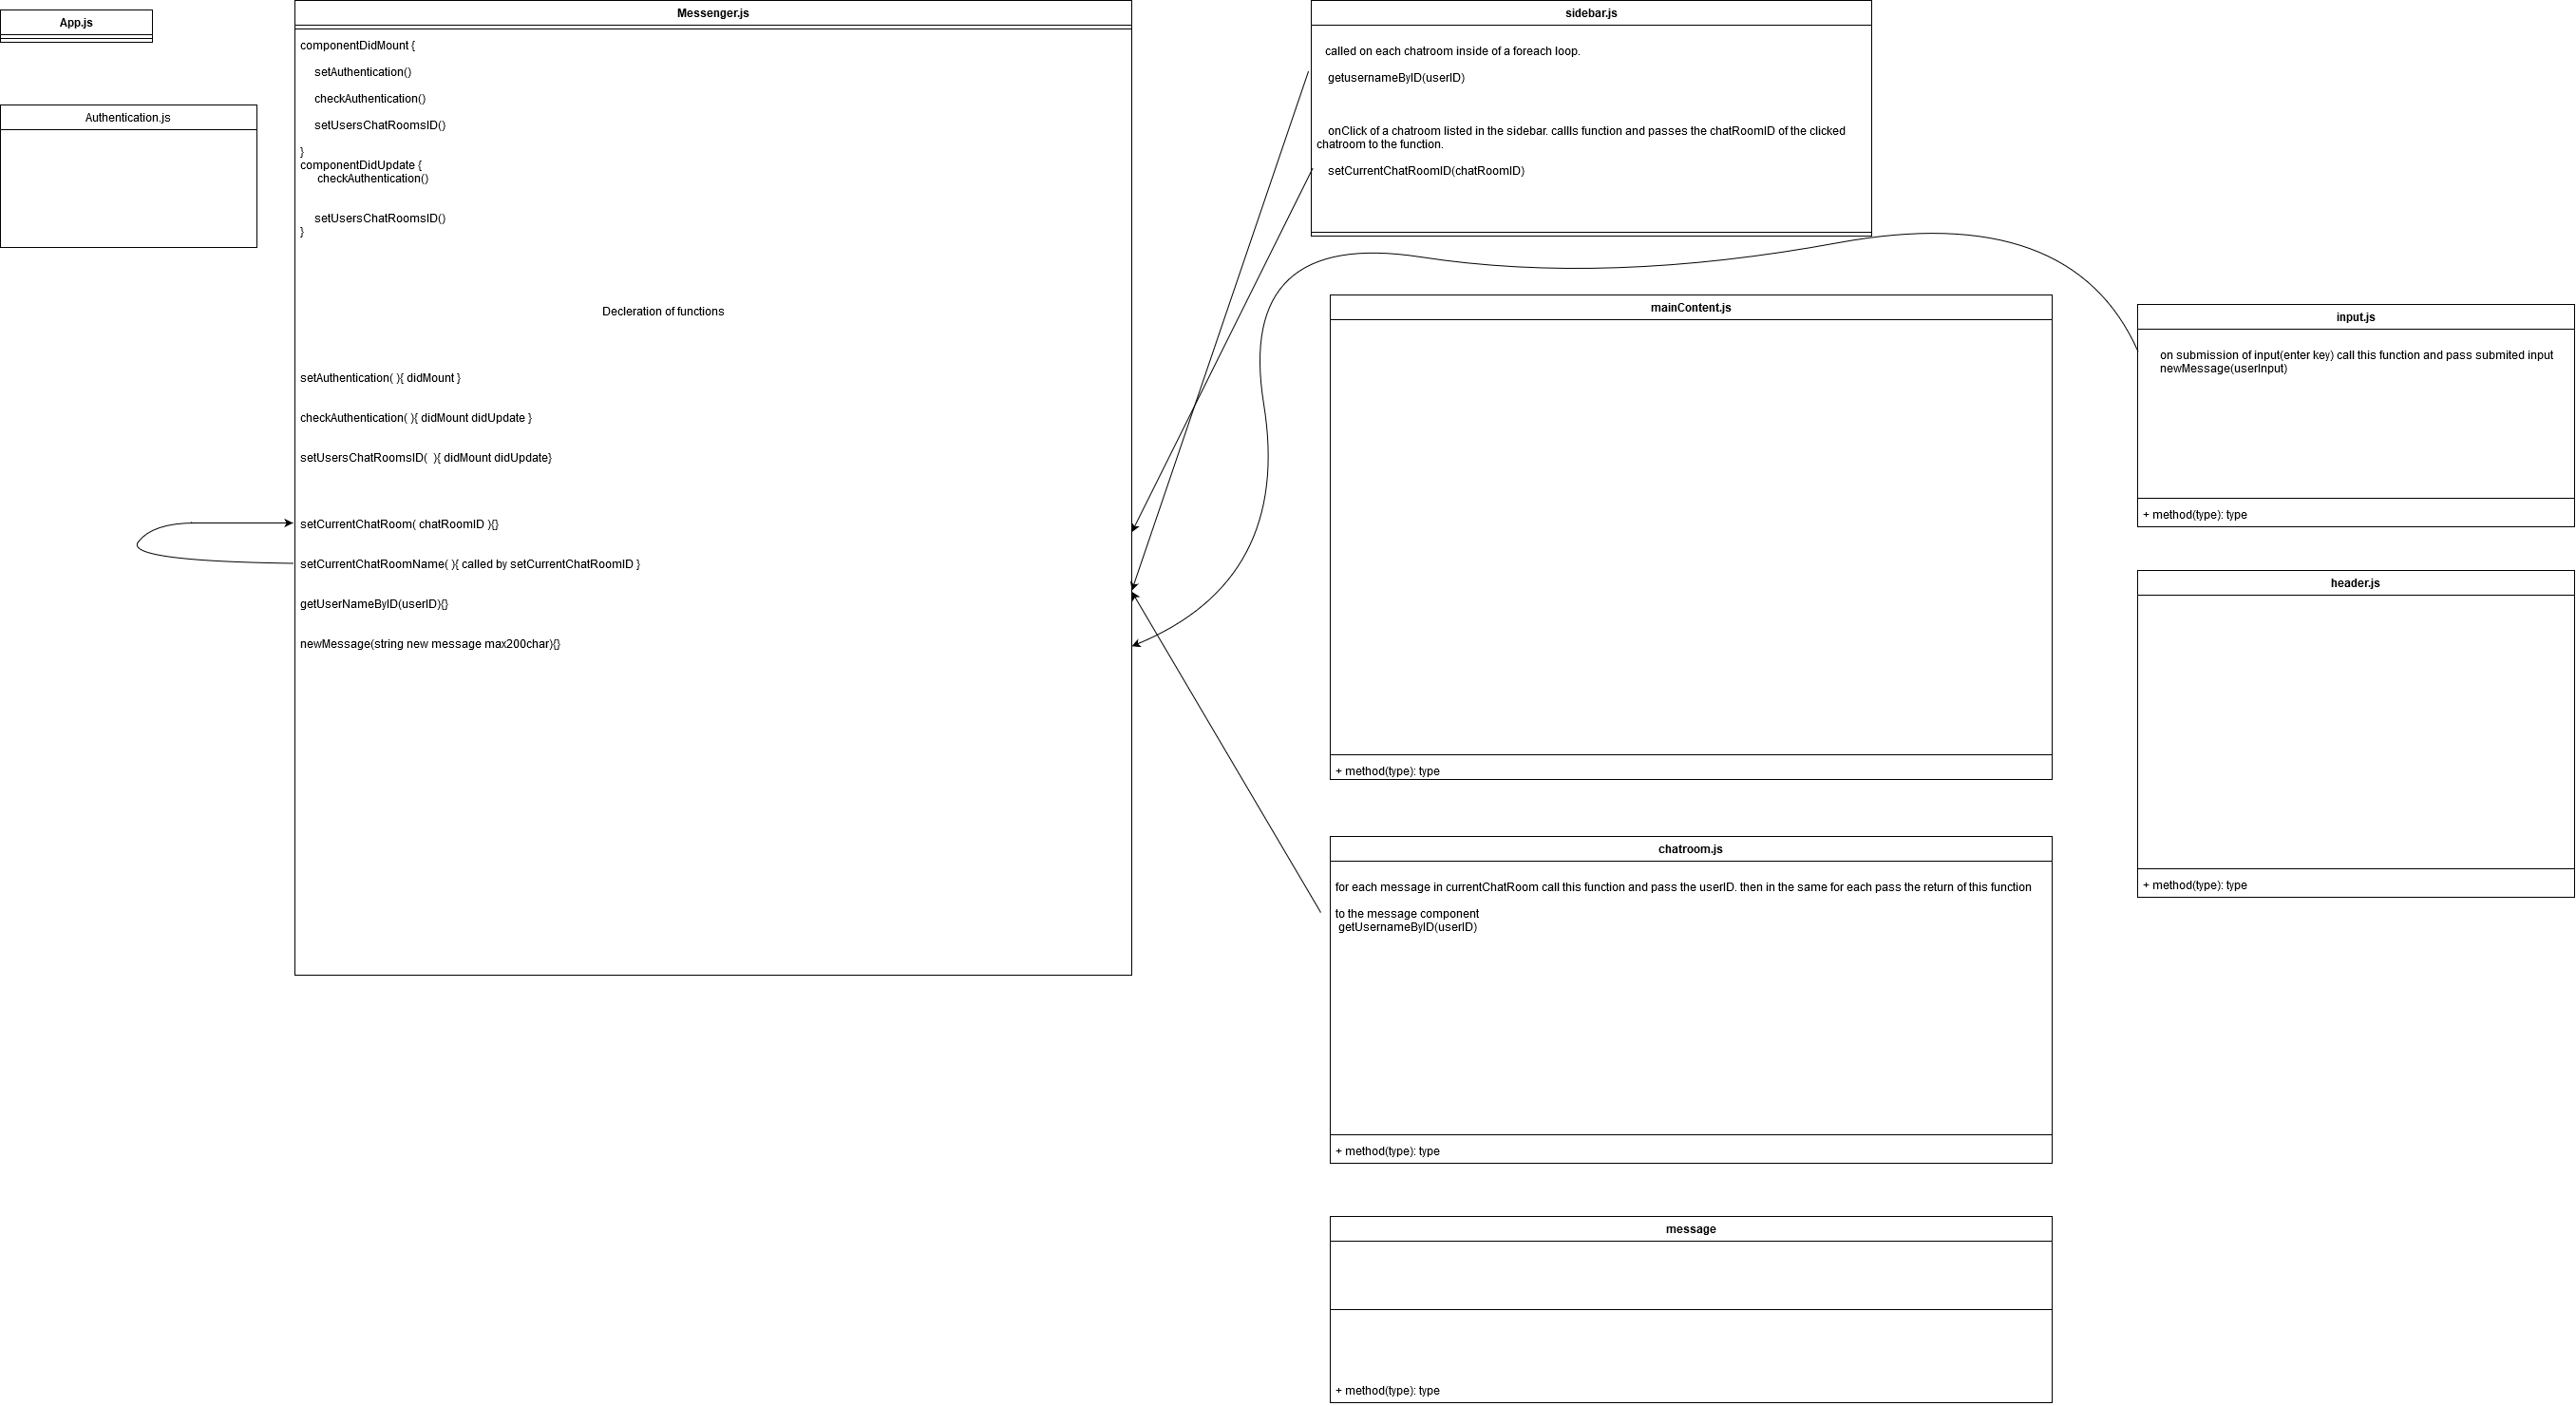 App.js
Authentication.js
Messenger.js
componentDidMount {
setAuthentication()
checkAuthentication()
setUsersChatRoomsID()
}
componentDidUpdate {
checkAuthentication()
setUsersChatRoomsID()
}
Decleration of functions
setAuthentication( ){ didMount }
checkAuthentication( ){ didMount didUpdate }
setUsersChatRoomsID(  ){ didMount didUpdate}
setCurrentChatRoom( chatRoomID ){}
setCurrentChatRoomName( ){ called by setCurrentChatRoomID }
getUserNameByID(userID){}
newMessage(string new message max200char){}
sidebar.js
called on each chatroom inside of a foreach loop.
getusernameByID(userID)
onClick of a chatroom listed in the sidebar. callls function and passes the chatRoomID of the clicked
chatroom to the function.
setCurrentChatRoomID(chatRoomID)
mainContent.js
+ method(type): type
chatroom.js
for each message in currentChatRoom call this function and pass the userID. then in the same for each pass the return of this function
to the message component
getUsernameByID(userID)
+ method(type): type
message
+ method(type): type
input.js
on submission of input(enter key) call this function and pass submited input
newMessage(userInput)
+ method(type): type
header.js
+ method(type): type